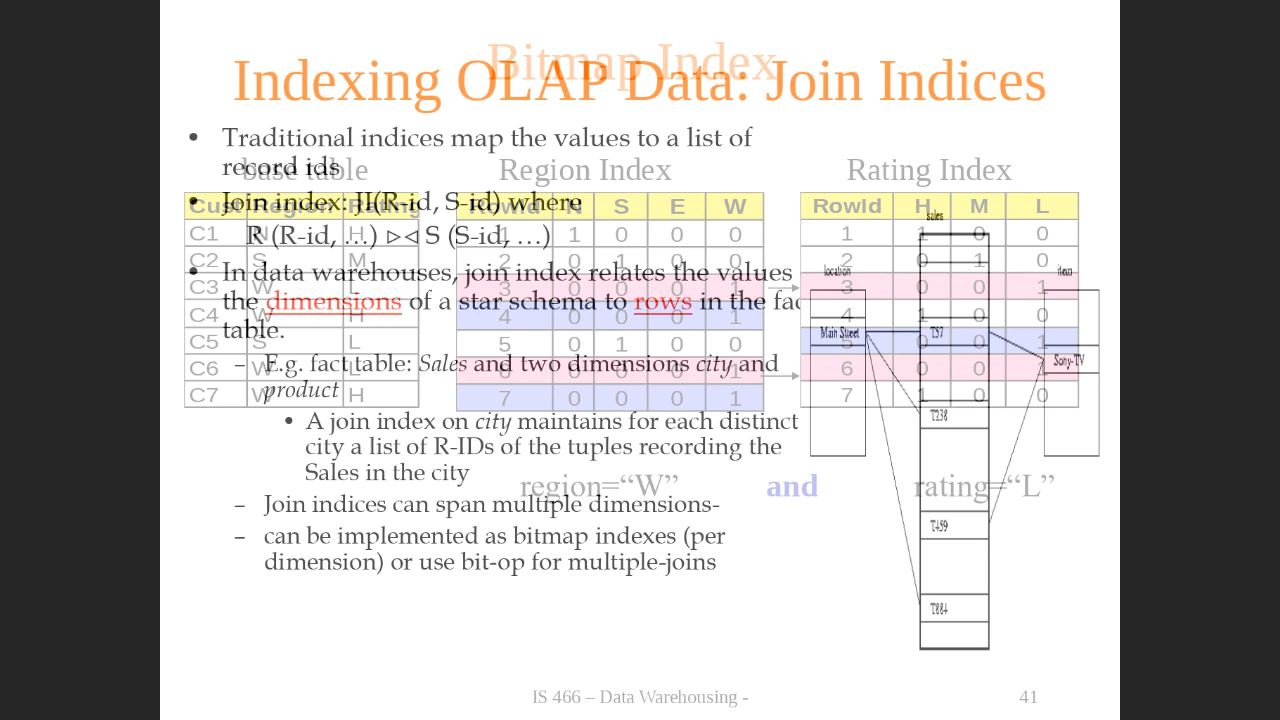 Bitmap Index
Indexing OLAP Data: Join Indices
• Traditional indices map the values to a list of
record ids
• Join index: JI(R-id, S-id) where
R (R-id, …) ▷◁ S (S-id, …)
• In data warehouses, join index relates the values
the dimensions of a star schema to rows in the fac
table.
– E.g. fact table: Sales and two dimensions city and
product
• A join index on city maintains for each distinct
city a list of R-IDs of the tuples recording the
Sales in the city
– Join indices can span multiple dimensions-
– can be implemented as bitmap indexes (per
dimension) or use bit-op for multiple-joins
base table
Cust Region Rating
C1 N H
C2 S M
C3 W L
C4 W H
C5 S L
C6 W L
C7 W H
Region Index
RowId N S E W
1 1 0 0 0
2 0 1 0 0
3 0 0 0 1
4 0 0 0 1
5 0 1 0 0
6 0 0 0 1
7 0 0 0 1
Rating Index
RowId H M L
1 1 0 0
2 0 1 0
3 0 0 1
4 1 0 0
5 0 0 1
6 0 0
7 1 0 0
sales
location
item
Main Street
T57
Sony-TV
T238
T459
T884
region=“W” and rating=“L”
IS 466 – Data Warehousing -
41